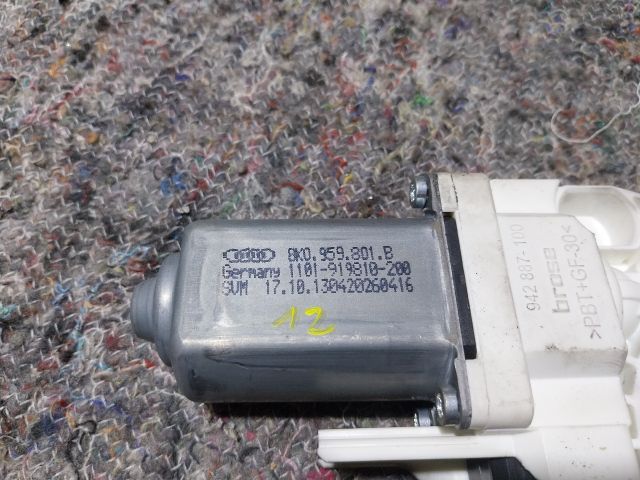 8K0.959.801.B
Germany 1101-919810-200
SVM 17.10.130420260416
12
942 887-100
brose
>PBT+GF-30<